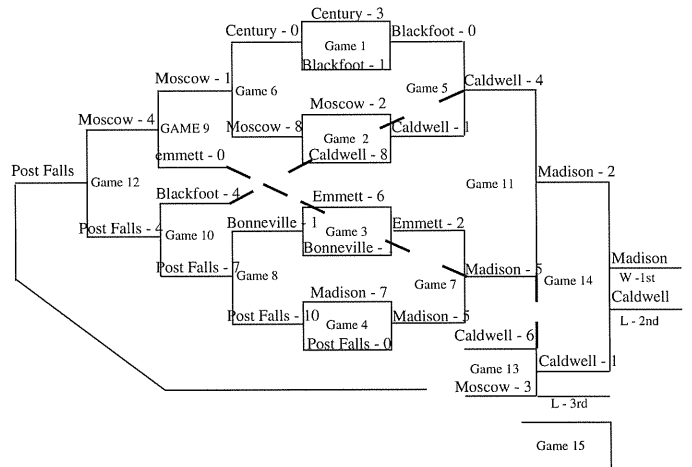 Century - 3
Century - 0
Blackfoot - 0
Game 1
Blackfoot - 1
Moscow - 1
Game 6
Game 5
Caldwell - 4
Moscow - 2
Moscow - 4
GAME 9
Moscow - 8
Game 2
Caldwell - 1
Caldwell - 8
emmett - 0
Post Falls
Game 12
Madison - 2
Game 11
Blackfoot - 4
Emmett - 6
Post Falls - 4
Game 10
Bonneville - 1
Game 3
Emmett - 2
Bonneville -
Post Falls - 7
Game 8
Game 7
Madison - 5
Game 14
Madison
W -1st
Caldwell
L - 2nd
Madison - 7
Post Falls - 10
Game 4
Madison - 5
Post Falls - 0
Caldwell - 6
Game 13
Caldwell - 1
Moscow - 3
L - 3rd
Game 15